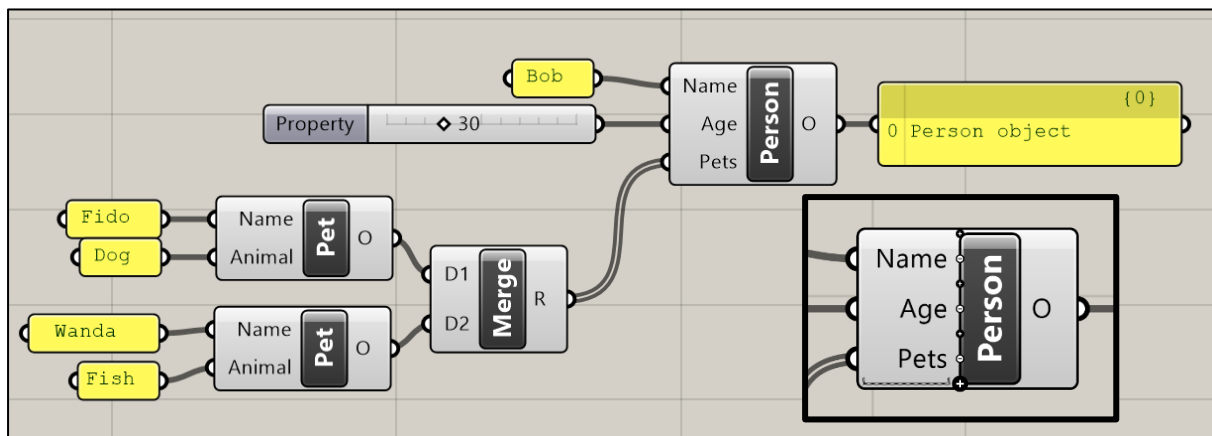 Bob
Property 30
Name
Age
Pets
Person
O
{0}
0 Person object
Fido
Dog
Name
Animal
Pet
O
Wanda
Fish
Name
Animal
Pet
O
D1
D2
Merge
R
Name
Age
Pets
Person
O